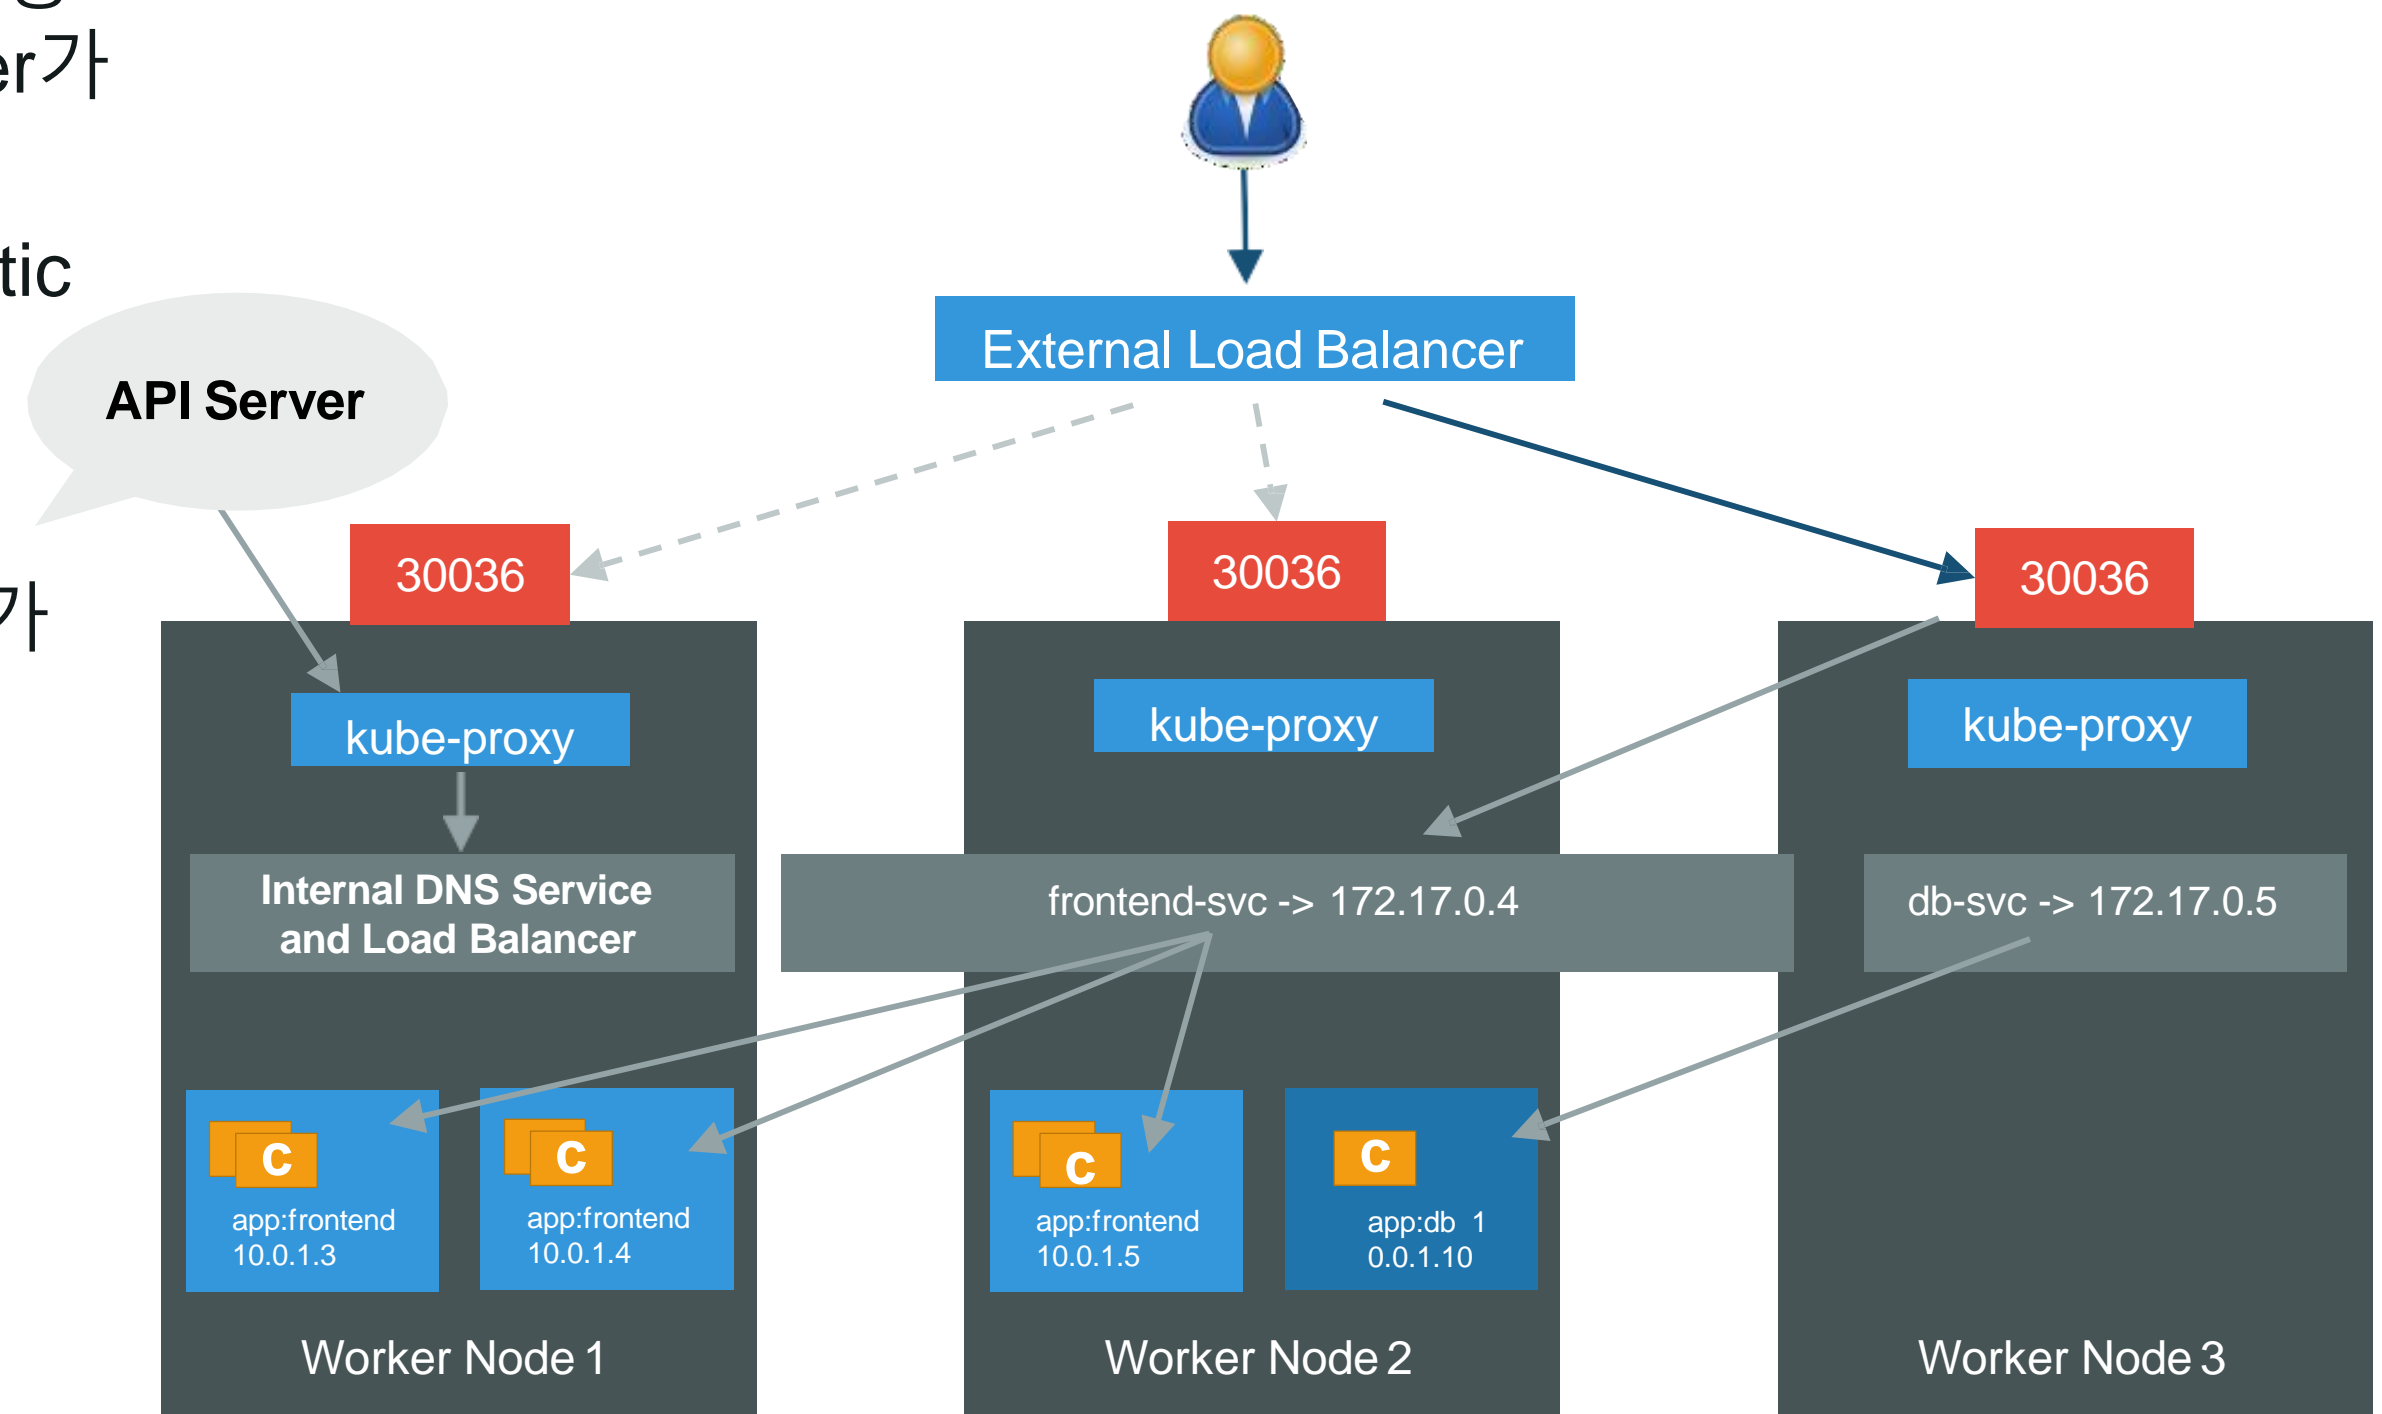 er가
tic
가
External Load Balancer
API Server
30036
30036
30036
kube-proxy
kube-proxy
kube-proxy
Internal DNS Service
and Load Balancer
frontend-svc -> 172.17.0.4
db-svc -> 172.17.0.5
c
app:frontend
10.0.1.3
c
app:frontend
10.0.1.4
c
app:frontend
10.0.1.5
c
app:db 1
0.0.1.10
Worker Node 1
Worker Node 2
Worker Node 3